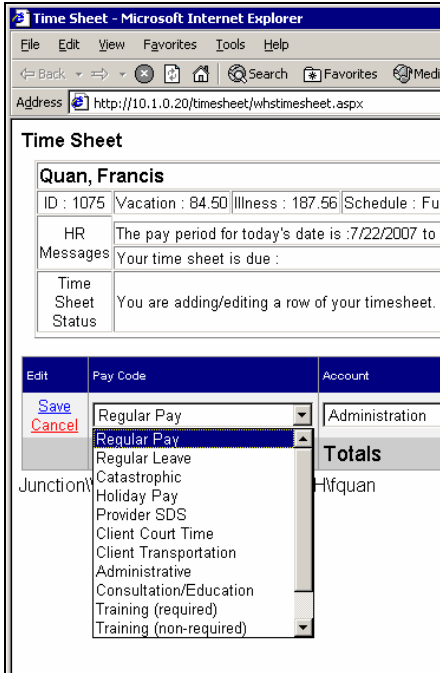 Time Sheet - Microsoft Internet Explorer
File Edit View Favorites Tools Help
Back Search Favorites Medi
Address http://10.1.0.20/timesheet/whstimesheet.aspx
Time Sheet
Quan, Francis
ID : 1075 Vacation : 84.50 Illness : 187.56 Schedule : Fu
HR Messages
The pay period for today's date is :7/22/2007 to
Your time sheet is due :
Time Sheet Status
You are adding/editing a row of your timesheet.
Edit Pay Code Account
Save
Cancel
Regular Pay Administration
Totals
Regular Pay
Regular Leave
Catastrophic
Holiday Pay
Provider SDS
Client Court Time
Client Transportation
Administrative
Consultation/Education
Training (required)
Training (non-required)
Junction\ H\fquan